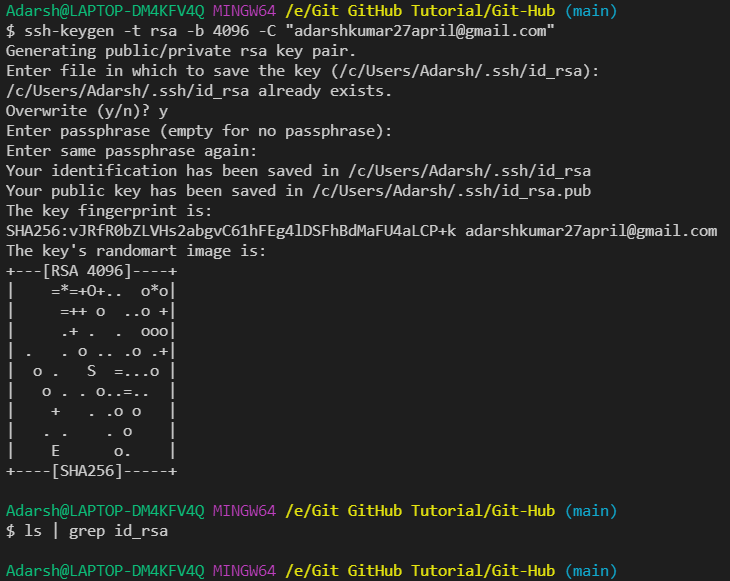 Adarsh@LAPTOP-DM4KFV4Q MINGW64 /e/Git GitHub Tutorial/Git-Hub (main)
$ ssh-keygen -t rsa -b 4096 -C "adarshkumar27april@gmail.com"
Generating public/private rsa key pair.
Enter file in which to save the key (/c/Users/Adarsh/.ssh/id_rsa):
/c/Users/Adarsh/.ssh/id_rsa already exists.
Overwrite (y/n)? y
Enter passphrase (empty for no passphrase):
Enter same passphrase again:
Your identification has been saved in /c/Users/Adarsh/.ssh/id_rsa
Your public key has been saved in /c/Users/Adarsh/.ssh/id_rsa.pub
The key fingerprint is:
SHA256:vJRfR0bZLVHs2abgvC61hFEg4lDSFhBdMaFU4aLCP+k adarshkumar27april@gmail.com
The key's randomart image is:
+---[RSA 4096]----+
|    =*=+O+..  o*o|
|     =++ o  ..o +|
|     .+ .  .  ooo|
| .   . o .. .o .+|
|  o .   S  =...o |
|   o . . o..=..  |
|    +   . .o o   |
|   . .    . o    |
|    E      o.    |
+----[SHA256]-----+
Adarsh@LAPTOP-DM4KFV4Q MINGW64 /e/Git GitHub Tutorial/Git-Hub (main)
$ ls | grep id_rsa
Adarsh@LAPTOP-DM4KFV4Q MINGW64 /e/Git GitHub Tutorial/Git-Hub (main)